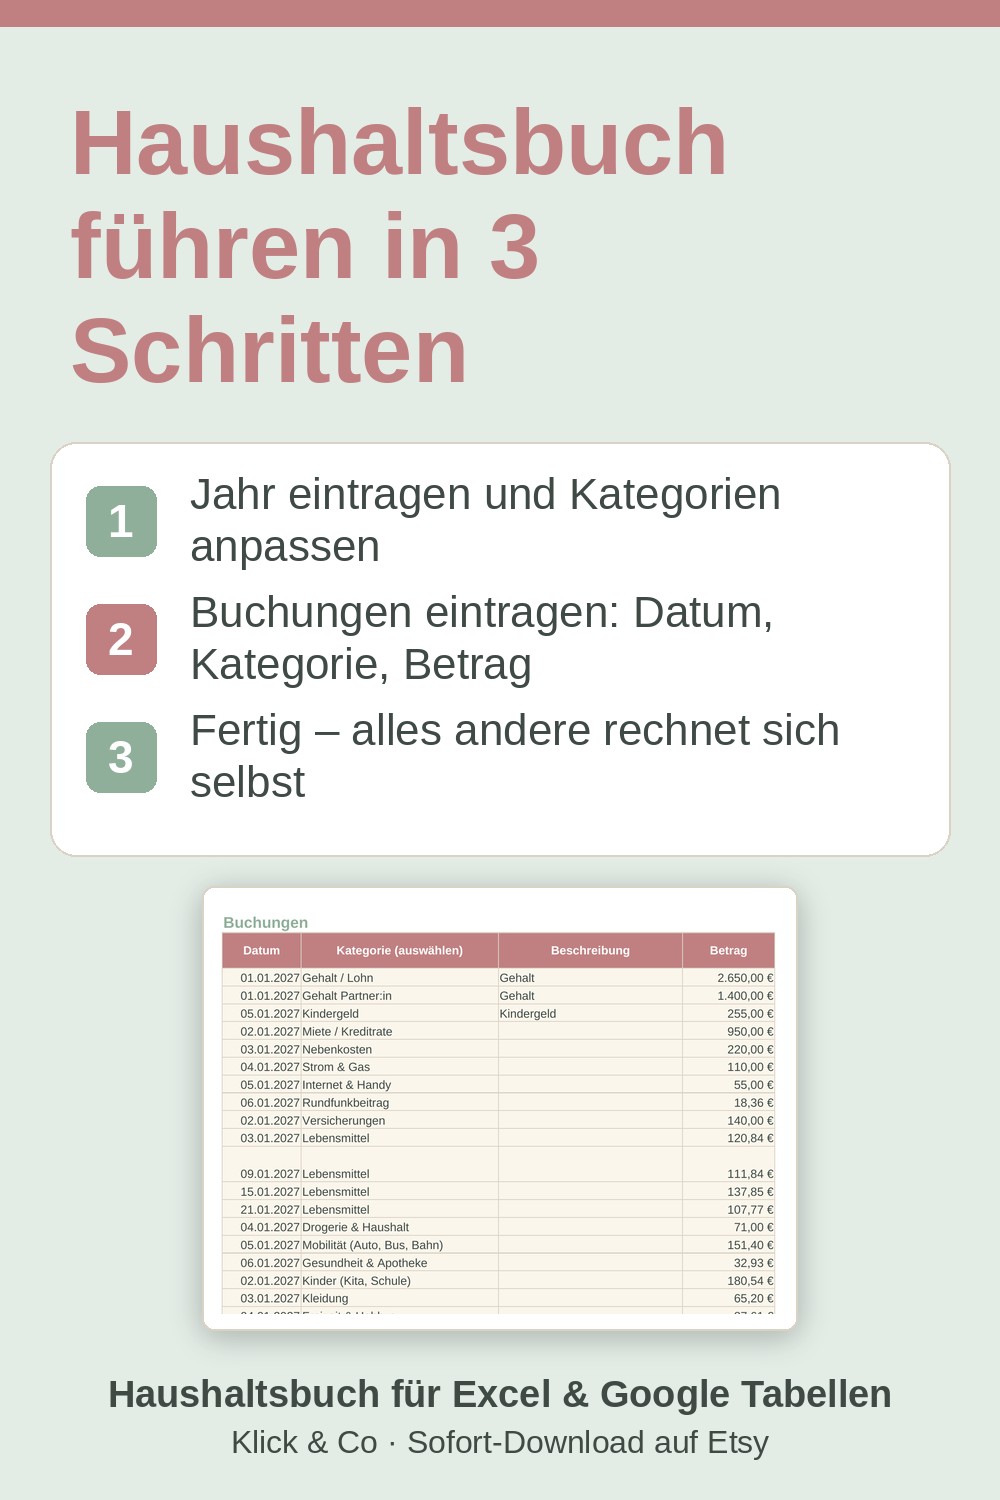 Haushaltsbuch
führen in 3
Schritten
1 Jahr eintragen und Kategorien
anpassen
2 Buchungen eintragen: Datum,
Kategorie, Betrag
3 Fertig – alles andere rechnet sich
selbst
Buchungen
Datum Kategorie (auswählen) Beschreibung Betrag
01.01.2027 Gehalt / Lohn Gehalt 2.650,00 €
01.01.2027 Gehalt Partner:in Gehalt 1.400,00 €
05.01.2027 Kindergeld Kindergeld 255,00 €
02.01.2027 Miete / Kreditrate 950,00 €
03.01.2027 Nebenkosten 220,00 €
04.01.2027 Strom & Gas 110,00 €
05.01.2027 Internet & Handy 55,00 €
06.01.2027 Rundfunkbeitrag 18,36 €
02.01.2027 Versicherungen 140,00 €
03.01.2027 Lebensmittel 120,84 €
09.01.2027 Lebensmittel 111,84 €
15.01.2027 Lebensmittel 137,85 €
21.01.2027 Lebensmittel 107,77 €
04.01.2027 Drogerie & Haushalt 71,00 €
05.01.2027 Mobilität (Auto, Bus, Bahn) 151,40 €
06.01.2027 Gesundheit & Apotheke 32,93 €
02.01.2027 Kinder (Kita, Schule) 180,54 €
03.01.2027 Kleidung 65,20 €
Haushaltsbuch für Excel & Google Tabellen
Klick & Co · Sofort-Download auf Etsy